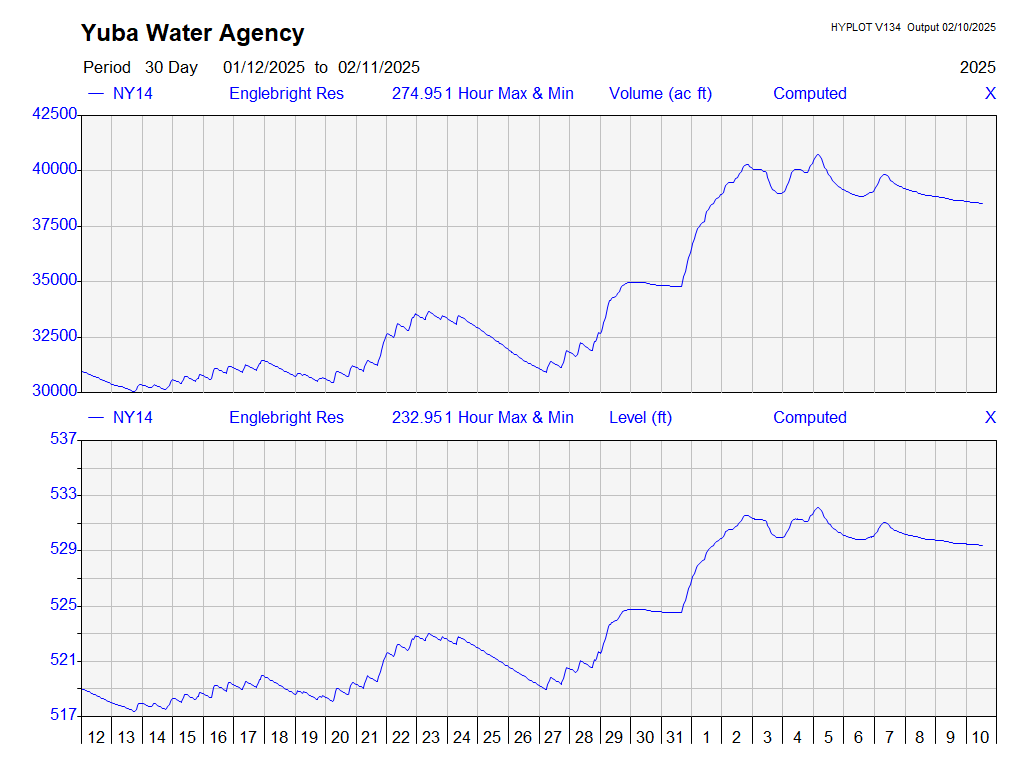 Yuba Water Agency
HYPLOT V134 Output 02/10/2025
Period 30 Day 01/12/2025 to 02/11/2025
2025
NY14 Englebright Res 274.951 Hour Max & Min Volume (ac ft) Computed X
42500
40000
37500
35000
32500
30000
NY14 Englebright Res 232.951 Hour Max & Min Level (ft) Computed X
537
533
529
525
521
517
12 13 14 15 16 17 18 19 20 21 22 23 24 25 26 27 28 29 30 31 1 2 3 4 5 6 7 8 9 10